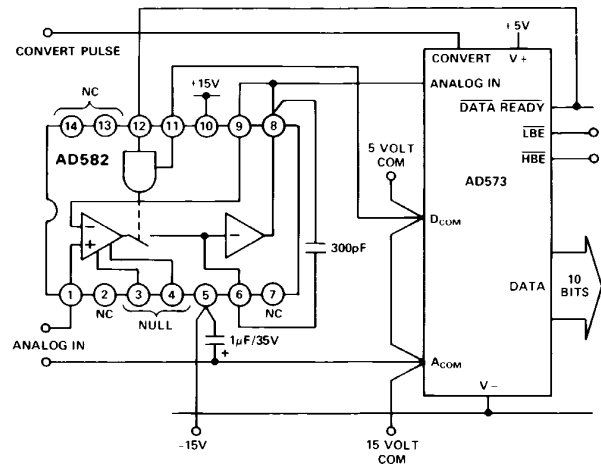 +5V
CONVERT PULSE
CONVERT
V+
ANALOG IN
NC
+15V
DATA READY
14
13
12
11
10
9
8
LBE
AD582
5 VOLT
COM
HBE
AD573
DCOM
300pF
DATA
10
BITS
1
2
3
4
5
6
7
NC
NULL
NC
ANALOG IN
1μF/35V
+
ACOM
V−
−15V
15 VOLT
COM